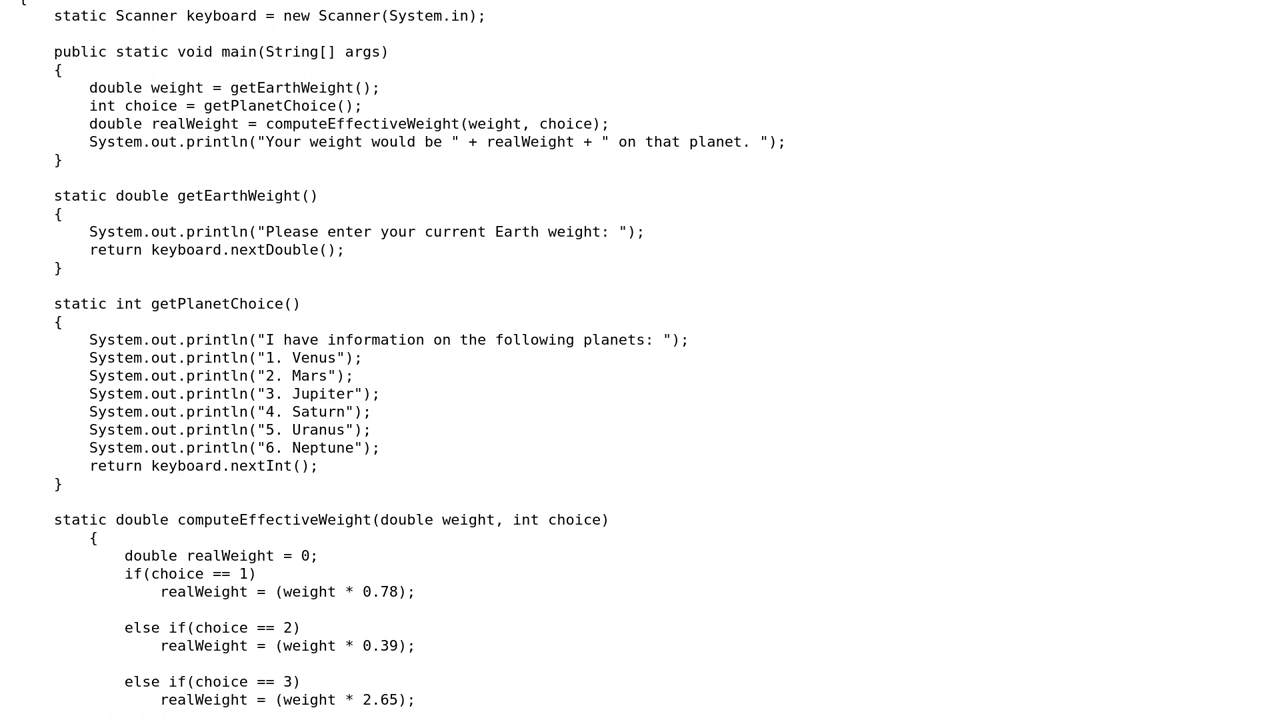 {
static Scanner keyboard = new Scanner(System.in);
public static void main(String[] args)
{
double weight = getEarthWeight();
int choice = getPlanetChoice();
double realWeight = computeEffectiveWeight(weight, choice);
System.out.println("Your weight would be " + realWeight + " on that planet. ");
}
static double getEarthWeight()
{
System.out.println("Please enter your current Earth weight: ");
return keyboard.nextDouble();
}
static int getPlanetChoice()
{
System.out.println("I have information on the following planets: ");
System.out.println("1. Venus");
System.out.println("2. Mars");
System.out.println("3. Jupiter");
System.out.println("4. Saturn");
System.out.println("5. Uranus");
System.out.println("6. Neptune");
return keyboard.nextInt();
}
static double computeEffectiveWeight(double weight, int choice)
{
double realWeight = 0;
if(choice == 1)
realWeight = (weight * 0.78);
else if(choice == 2)
realWeight = (weight * 0.39);
else if(choice == 3)
realWeight = (weight * 2.65);